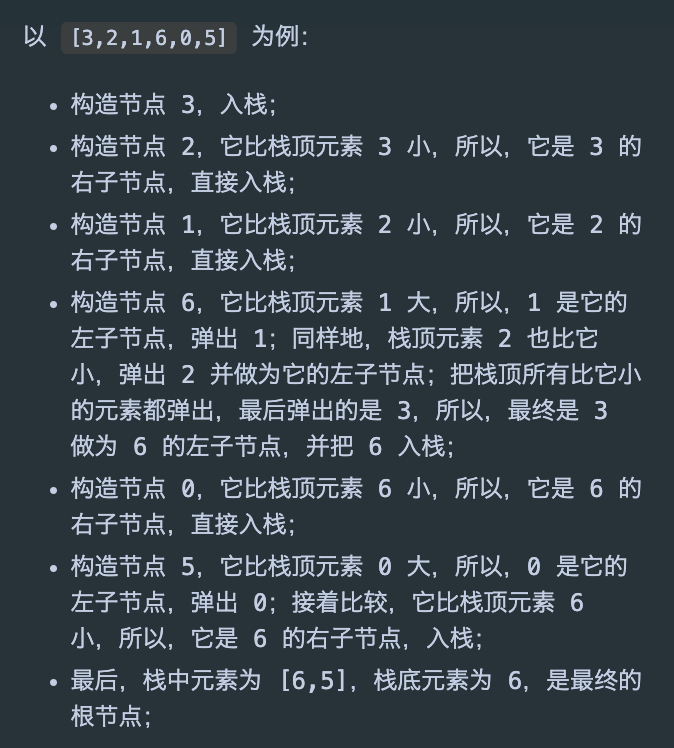 以 [3,2,1,6,0,5] 为例：
• 构造节点 3，入栈；
• 构造节点 2，它比栈顶元素 3 小，所以，它是 3 的
右子节点，直接入栈；
• 构造节点 1，它比栈顶元素 2 小，所以，它是 2 的
右子节点，直接入栈；
• 构造节点 6，它比栈顶元素 1 大，所以，1 是它的
左子节点，弹出 1；同样地，栈顶元素 2 也比它
小，弹出 2 并做为它的左子节点；把栈顶所有比它小
的元素都弹出，最后弹出的是 3，所以，最终是 3
做为 6 的左子节点，并把 6 入栈；
• 构造节点 0，它比栈顶元素 6 小，所以，它是 6 的
右子节点，直接入栈；
• 构造节点 5，它比栈顶元素 0 大，所以，0 是它的
左子节点，弹出 0；接着比较，它比栈顶元素 6
小，所以，它是 6 的右子节点，入栈；
• 最后，栈中元素为 [6,5]，栈底元素为 6，是最终的
根节点；